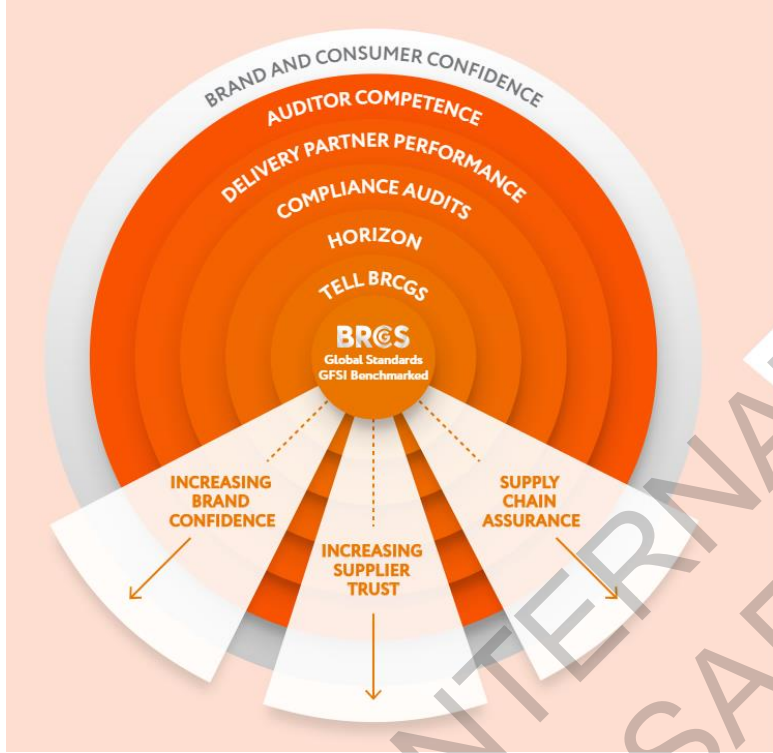 BRAND AND CONSUMER CONFIDENCE
AUDITOR COMPETENCE
DELIVERY PARTNER PERFORMANCE
COMPLIANCE AUDITS
HORIZON
TELL BRCGS
BRCGS
Global Standards
GFSI Benchmarked
INCREASING
BRAND
CONFIDENCE
INCREASING
SUPPLIER
TRUST
SUPPLY
CHAIN
ASSURANCE